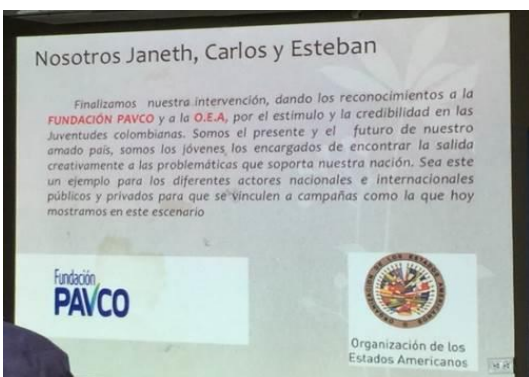 Nosotros Janeth, Carlos y Esteban
Finalizamos nuestra intervención, dando los reconocimientos a la
FUNDACIÓN PAVCO y a la O.E.A, por el estimulo y la credibilidad en las
Juventudes colombianas. Somos el presente y el futuro de nuestro
amado país, somos los jóvenes los encargados de encontrar la salida
creativamente a las problemáticas que soporta nuestra nación. Sea este
un ejemplo para los diferentes actores nacionales e internacionales
públicos y privados para que se vinculen a campañas como la que hoy
mostramos en este escenario
Fundación
PAVCO
Organización de los
Estados Americanos